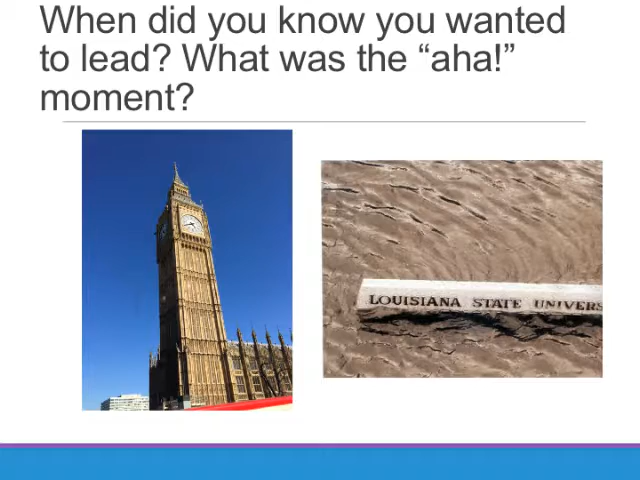 When did you know you wanted
to lead? What was the “aha!”
moment?
LOUISIANA STATE UNIVERS